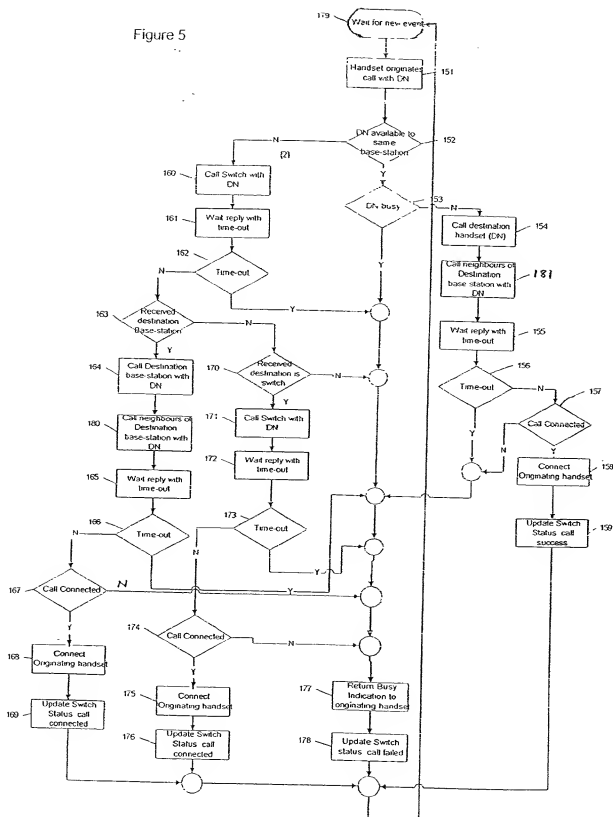 Figure 5
179
Wait for new event
Handset originates
call with DN
151
DN available to
same
base-station
152
N
(2)
Y
160
Call Switch with
DN
DN busy
153
N
161
Wait reply with
time-out
Call destination
handset (DN)
154
162
Time-out
N
Y
Y
Call neighbours of
Destination
base station with
DN
181
163
Received
destination
Base-station
N
Y
Wait reply with
time-out
155
164
Call Destination
base-station with
DN
170
Received
destination is
switch
N
Y
Time-out
156
N
Y
157
Call Connected
N
Y
180
Call neighbours of
Destination
base-station with
DN
171
Call Switch with
DN
165
Wait reply with
time-out
172
Wait reply with
time-out
Connect
Originating handset
158
166
Time-out
N
Y
173
Time-out
N
Y
Update Switch
Status call
success
159
167
Call Connected
N
Y
174
Call Connected
N
Y
168
Connect
Originating handset
175
Connect
Originating handset
177
Return Busy
Indication to
originating handset
169
Update Switch
Status call
connected
176
Update Switch
Status call
connected
178
Update Switch
status call failed